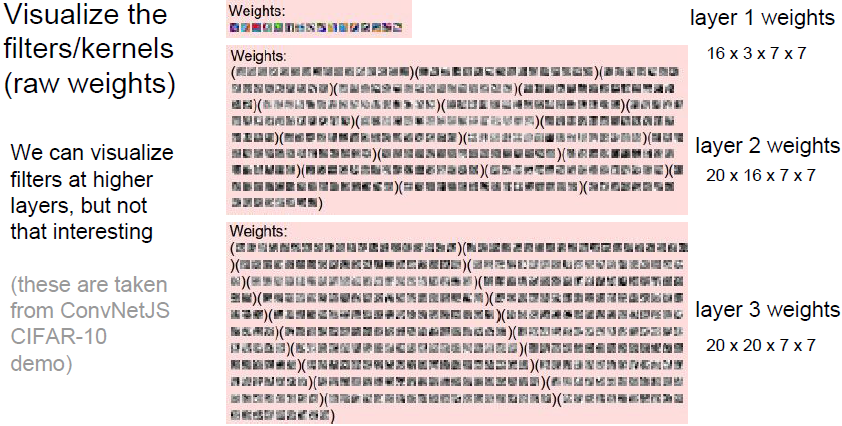 Visualize the
filters/kernels
(raw weights)
We can visualize
filters at higher
layers, but not
that interesting
(these are taken
from ConvNetJS
CIFAR-10
demo)
Weights:
layer 1 weights
16 x 3 x 7 x 7
Weights:
layer 2 weights
20 x 16 x 7 x 7
Weights:
layer 3 weights
20 x 20 x 7 x 7